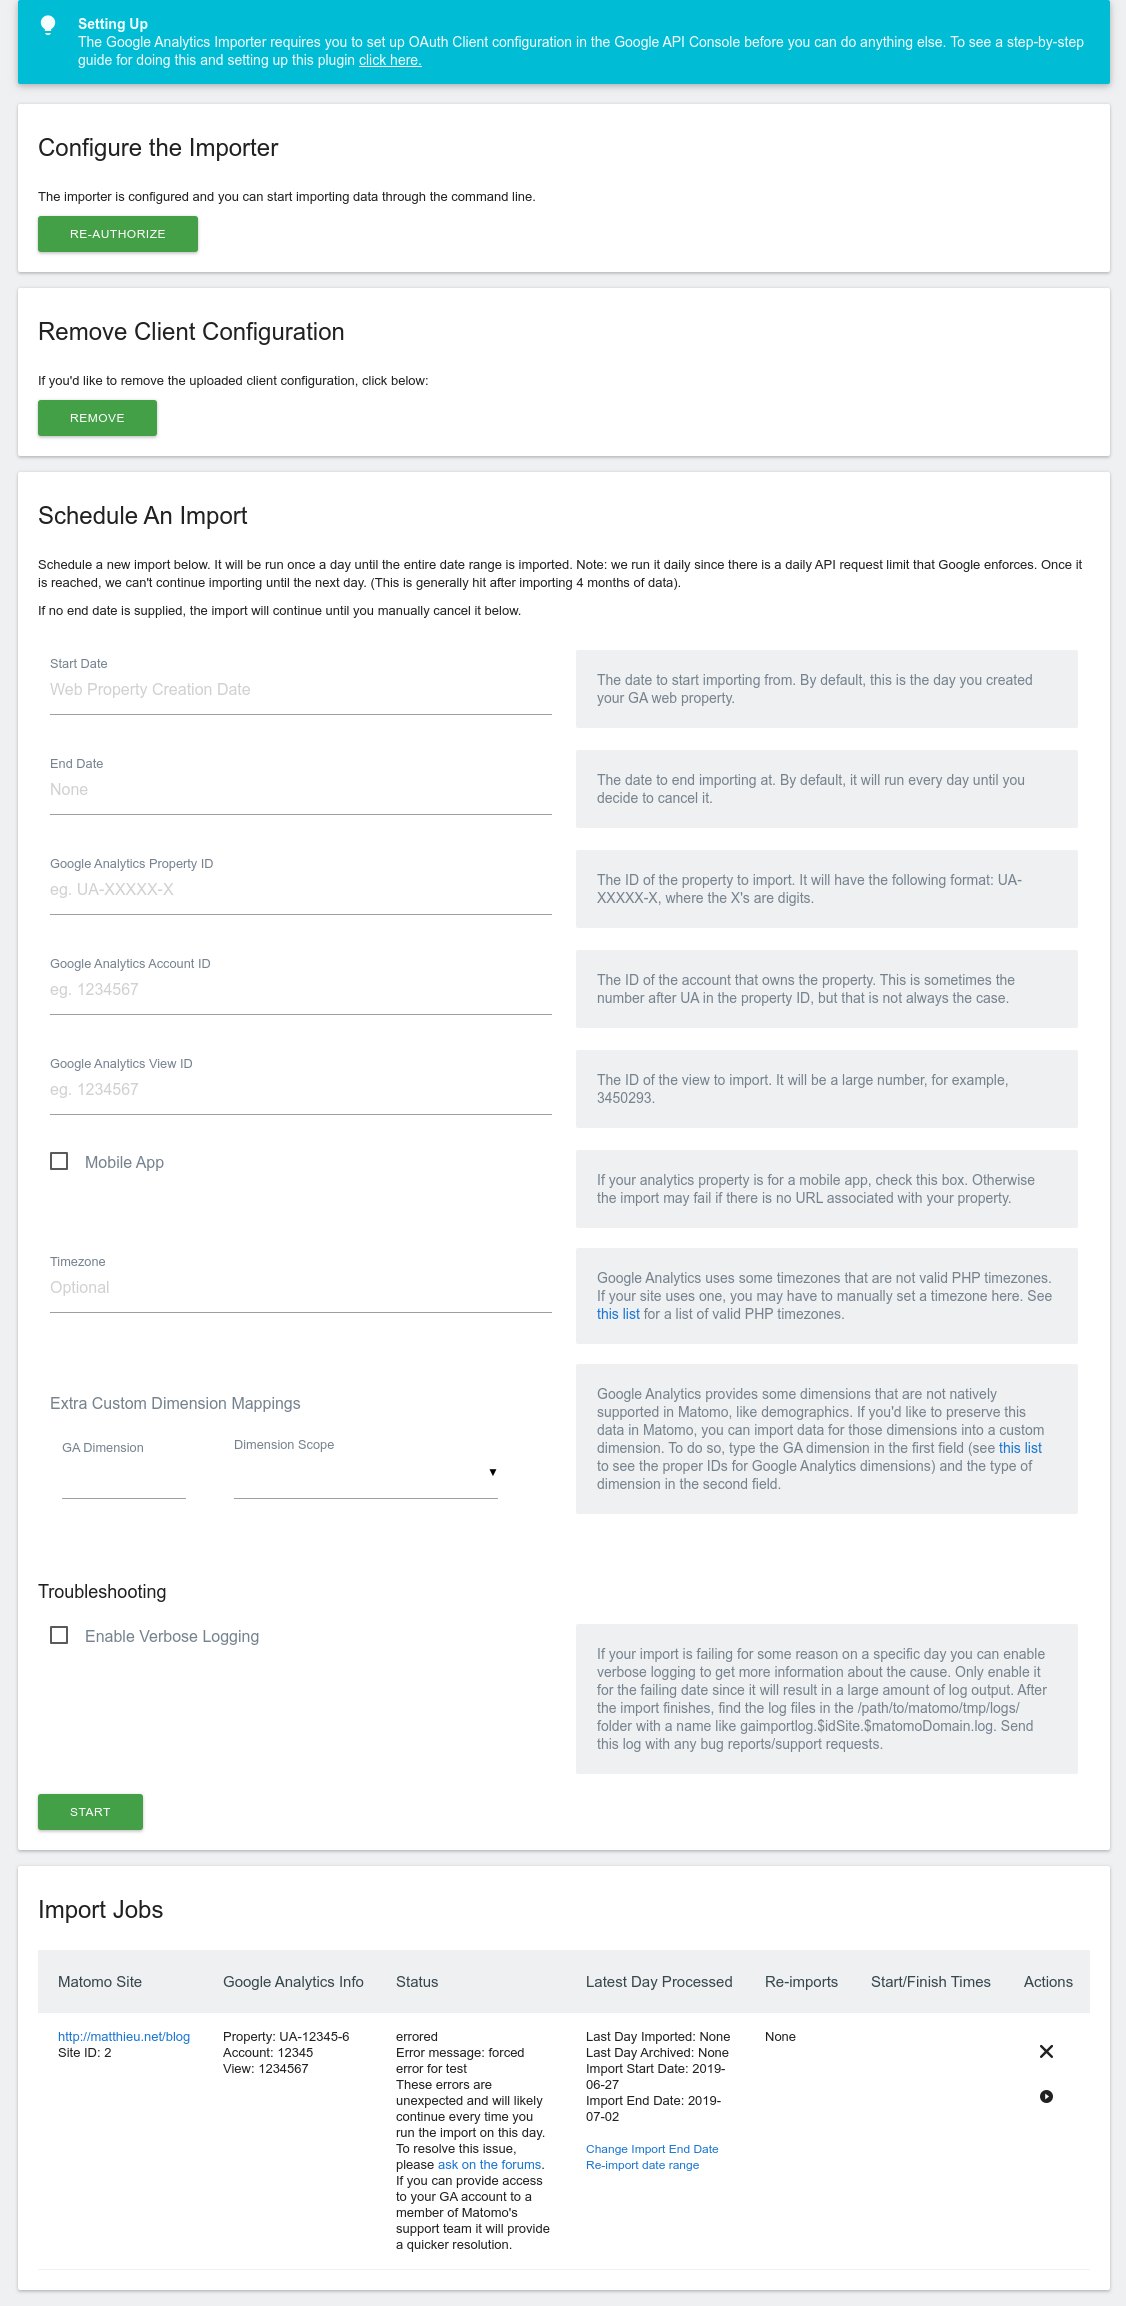 Setting Up
The Google Analytics Importer requires you to set up OAuth Client configuration in the Google API Console before you can do anything else. To see a step-by-step
guide for doing this and setting up this plugin click here.
Configure the Importer
The importer is configured and you can start importing data through the command line.
RE-AUTHORIZE
Remove Client Configuration
If you'd like to remove the uploaded client configuration, click below:
REMOVE
Schedule An Import
Schedule a new import below. It will be run once a day until the entire date range is imported. Note: we run it daily since there is a daily API request limit that Google enforces. Once it
is reached, we can't continue importing until the next day. (This is generally hit after importing 4 months of data).
If no end date is supplied, the import will continue until you manually cancel it below.
Start Date
Web Property Creation Date
The date to start importing from. By default, this is the day you created
your GA web property.
End Date
None
The date to end importing at. By default, it will run every day until you
decide to cancel it.
Google Analytics Property ID
eg. UA-XXXXX-X
The ID of the property to import. It will have the following format: UA-
XXXXX-X, where the X's are digits.
Google Analytics Account ID
eg. 1234567
The ID of the account that owns the property. This is sometimes the
number after UA in the property ID, but that is not always the case.
Google Analytics View ID
eg. 1234567
The ID of the view to import. It will be a large number, for example,
3450293.
Mobile App
If your analytics property is for a mobile app, check this box. Otherwise
the import may fail if there is no URL associated with your property.
Timezone
Optional
Google Analytics uses some timezones that are not valid PHP timezones.
If your site uses one, you may have to manually set a timezone here. See
this list for a list of valid PHP timezones.
Extra Custom Dimension Mappings
GA Dimension
Dimension Scope
Google Analytics provides some dimensions that are not natively
supported in Matomo, like demographics. If you'd like to preserve this
data in Matomo, you can import data for those dimensions into a custom
dimension. To do so, type the GA dimension in the first field (see this list
to see the proper IDs for Google Analytics dimensions) and the type of
dimension in the second field.
Troubleshooting
Enable Verbose Logging
If your import is failing for some reason on a specific day you can enable
verbose logging to get more information about the cause. Only enable it
for the failing date since it will result in a large amount of log output. After
the import finishes, find the log files in the /path/to/matomo/tmp/logs/
folder with a name like gaimportlog.$idSite.$matomoDomain.log. Send
this log with any bug reports/support requests.
START
Import Jobs
Matomo Site
Google Analytics Info
Status
Latest Day Processed
Re-imports
Start/Finish Times
Actions
http://matthieu.net/blog
Site ID: 2
Property: UA-12345-6
Account: 12345
View: 1234567
errored
Error message: forced
error for test
These errors are
unexpected and will likely
continue every time you
run the import on this day.
To resolve this issue,
please ask on the forums.
If you can provide access
to your GA account to a
member of Matomo's
support team it will provide
a quicker resolution.
Last Day Imported: None
Last Day Archived: None
Import Start Date: 2019-
06-27
Import End Date: 2019-
07-02
Change Import End Date
Re-import date range
None